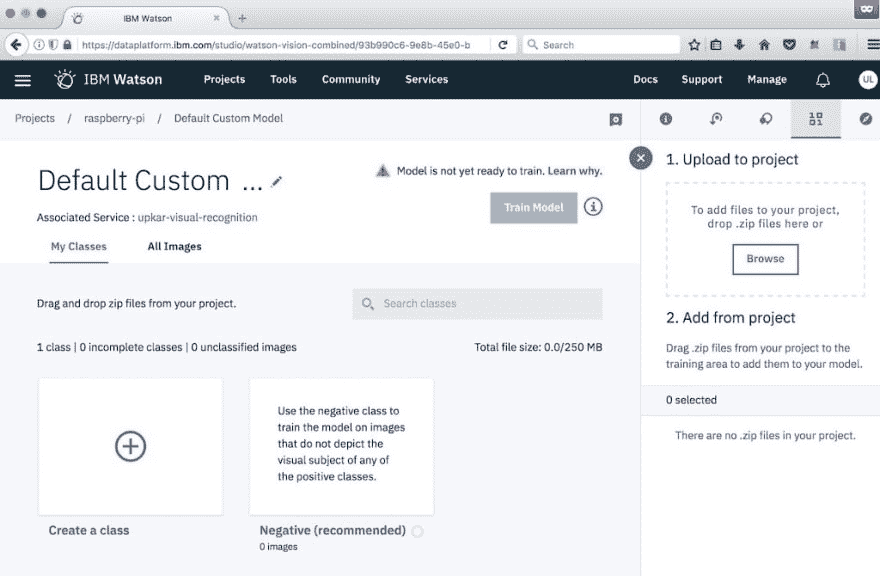 IBM Watson
https://dataplatform.ibm.com/studio/watson-vision-combined/93b990c6-9e8b-45e0-b
Search
IBM Watson
Projects
Tools
Community
Services
Docs
Support
Manage
UL
Projects / raspberry-pi / Default Custom Model
Default Custom ...
Model is not yet ready to train. Learn why.
Train Model
Associated Service : upkar-visual-recognition
My Classes
All Images
Drag and drop zip files from your project.
Search classes
1 class | 0 incomplete classes | 0 unclassified images
Total file size: 0.0/250 MB
Create a class
Use the negative class to
train the model on images
that do not depict the
visual subject of any of
the positive classes.
Negative (recommended)
0 images
1. Upload to project
To add files to your project,
drop .zip files here or
Browse
2. Add from project
Drag .zip files from your project to the
training area to add them to your model.
0 selected
There are no .zip files in your project.